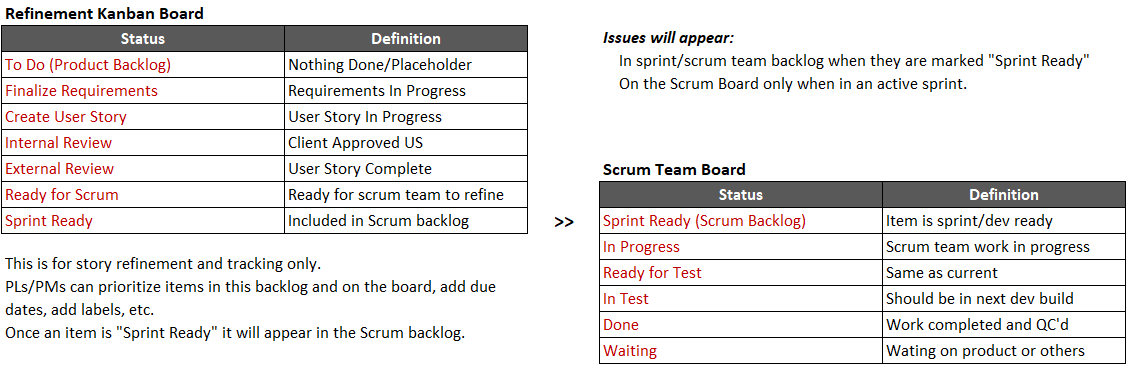 Refinement Kanban Board
Status Definition
To Do (Product Backlog) Nothing Done/Placeholder
Finalize Requirements Requirements In Progress
Create User Story User Story In Progress
Internal Review Client Approved US
External Review User Story Complete
Ready for Scrum Ready for scrum team to refine
Sprint Ready Included in Scrum backlog
This is for story refinement and tracking only.
PLs/PMs can prioritize items in this backlog and on the board, add due
dates, add labels, etc.
Once an item is "Sprint Ready" it will appear in the Scrum backlog.
>>
Issues will appear:
In sprint/scrum team backlog when they are marked "Sprint Ready"
On the Scrum Board only when in an active sprint.
Scrum Team Board
Status Definition
Sprint Ready (Scrum Backlog) Item is sprint/dev ready
In Progress Scrum team work in progress
Ready for Test Same as current
In Test Should be in next dev build
Done Work completed and QC'd
Waiting Wating on product or others